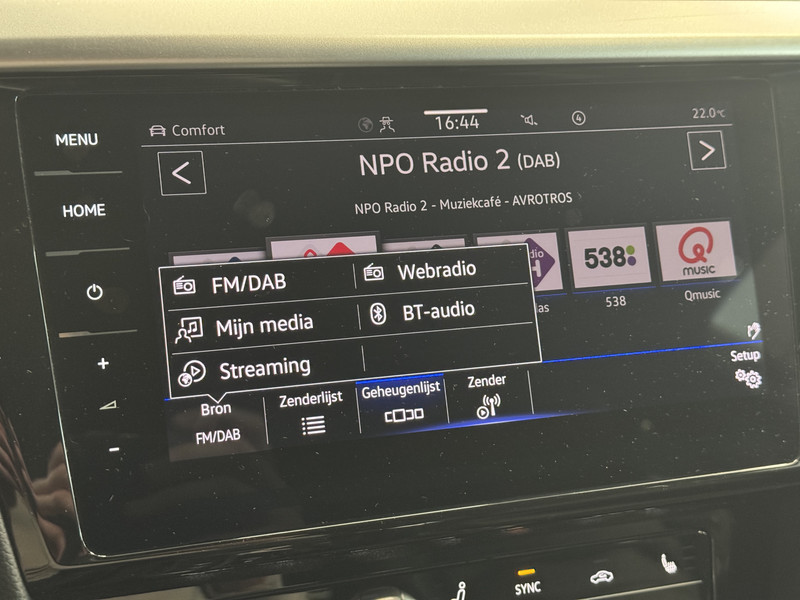 MENU
HOME
+
-
Comfort
16:44
4
22.0°C
<
>
NPO Radio 2 (DAB)
NPO Radio 2 - Muziekcafé - AVROTROS
538
538
Q
MUSIC
Qmusic
FM/DAB
Webradio
Mijn media
BT-audio
Streaming
Bron
FM/DAB
Zenderlijst
Geheugenlijst
Zender
Setup
SYNC